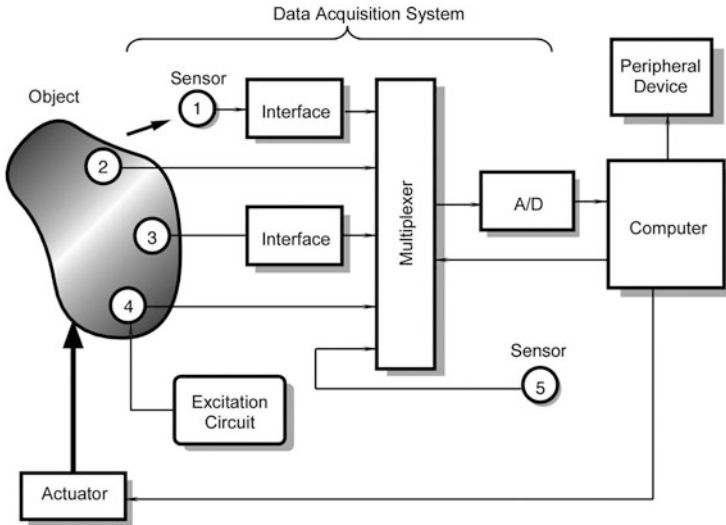 Data Acquisition System
Object
Sensor
1
Interface
2
3
Interface
4
Multiplexer
A/D
Computer
Peripheral
Device
Sensor
5
Excitation
Circuit
Actuator